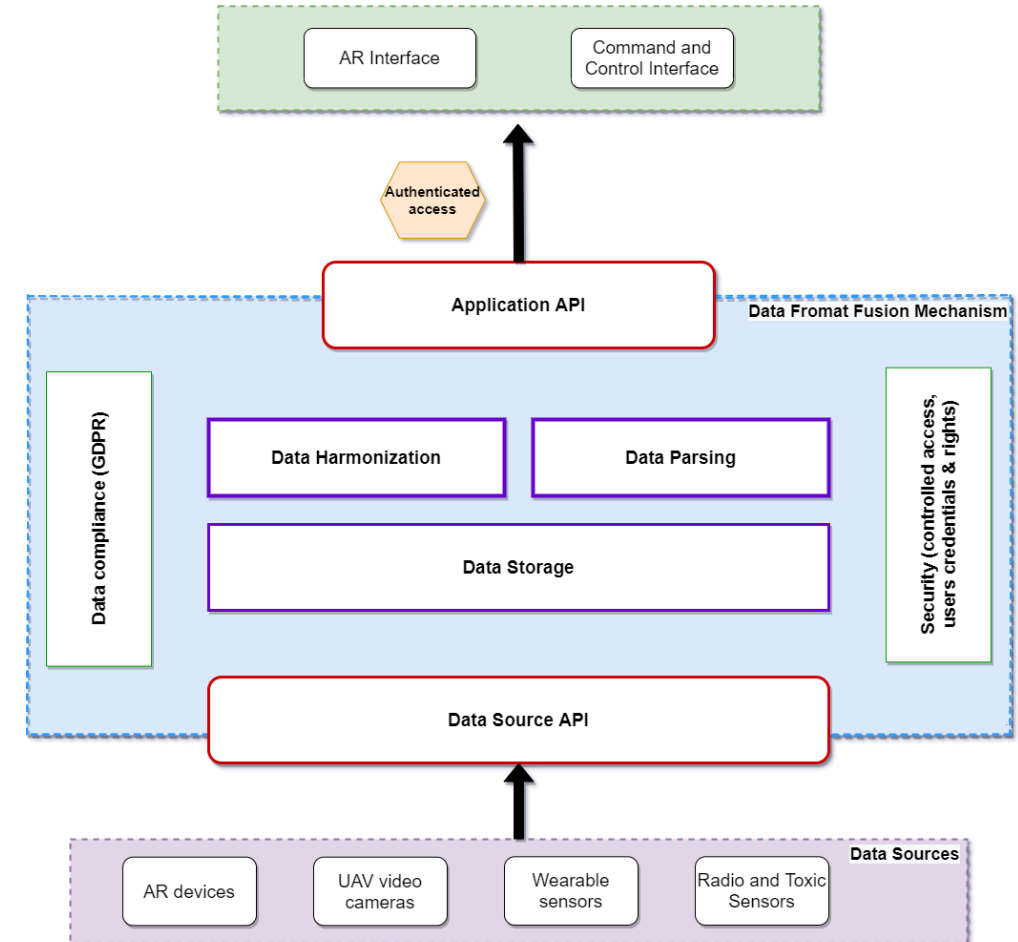 AR Interface
Command and
Control Interface
Authenticated
access
Application API
Data Fromat Fusion Mechanism
Data compliance (GDPR)
Data Harmonization
Data Parsing
Security (controlled access,
users credentials & rights)
Data Storage
Data Source API
Data Sources
AR devices
UAV video
cameras
Wearable
sensors
Radio and Toxic
Sensors